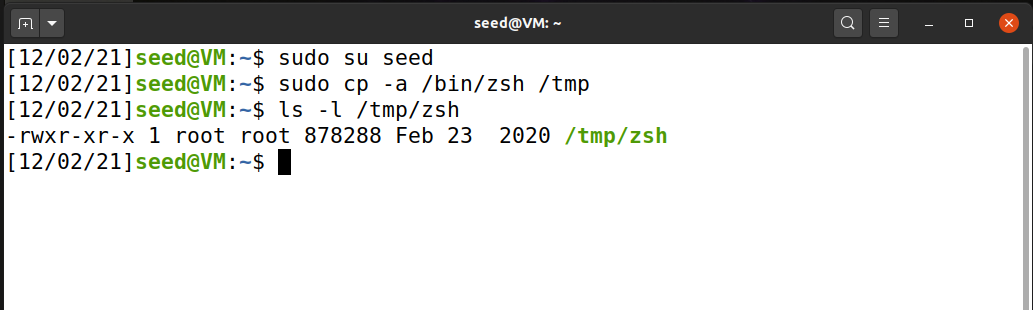 seed@VM: ~
[12/02/21]seed@VM:~$ sudo su seed
[12/02/21]seed@VM:~$ sudo cp -a /bin/zsh /tmp
[12/02/21]seed@VM:~$ ls -l /tmp/zsh
-rwxr-xr-x 1 root root 878288 Feb 23  2020 /tmp/zsh
[12/02/21]seed@VM:~$